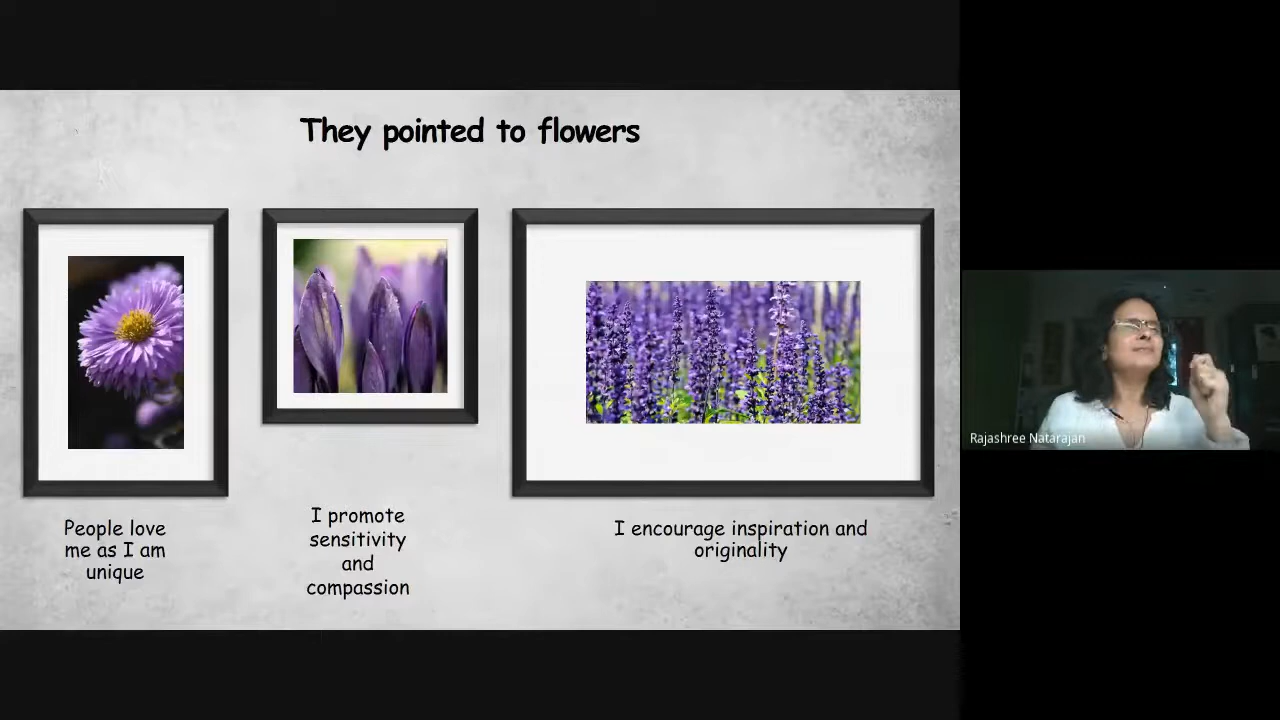 They pointed to flowers
People love
me as I am
unique
I promote
sensitivity
and
compassion
I encourage inspiration and
originality
Rajashree Natarajan